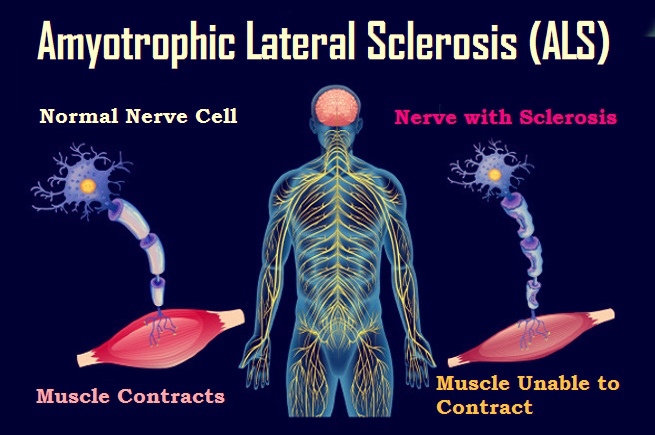 Amyotrophic Lateral Sclerosis (ALS)
Normal Nerve Cell
Nerve with Sclerosis
Muscle Contracts
Muscle Unable to
Contract